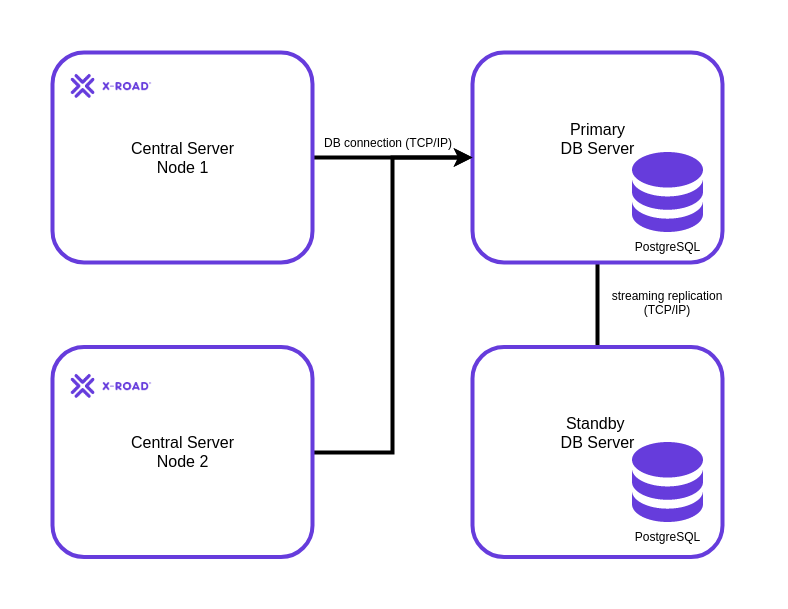 X-ROAD
Central Server
Node 1
DB connection (TCP/IP)
Primary
DB Server
PostgreSQL
streaming replication
(TCP/IP)
X-ROAD
Central Server
Node 2
Standby
DB Server
PostgreSQL